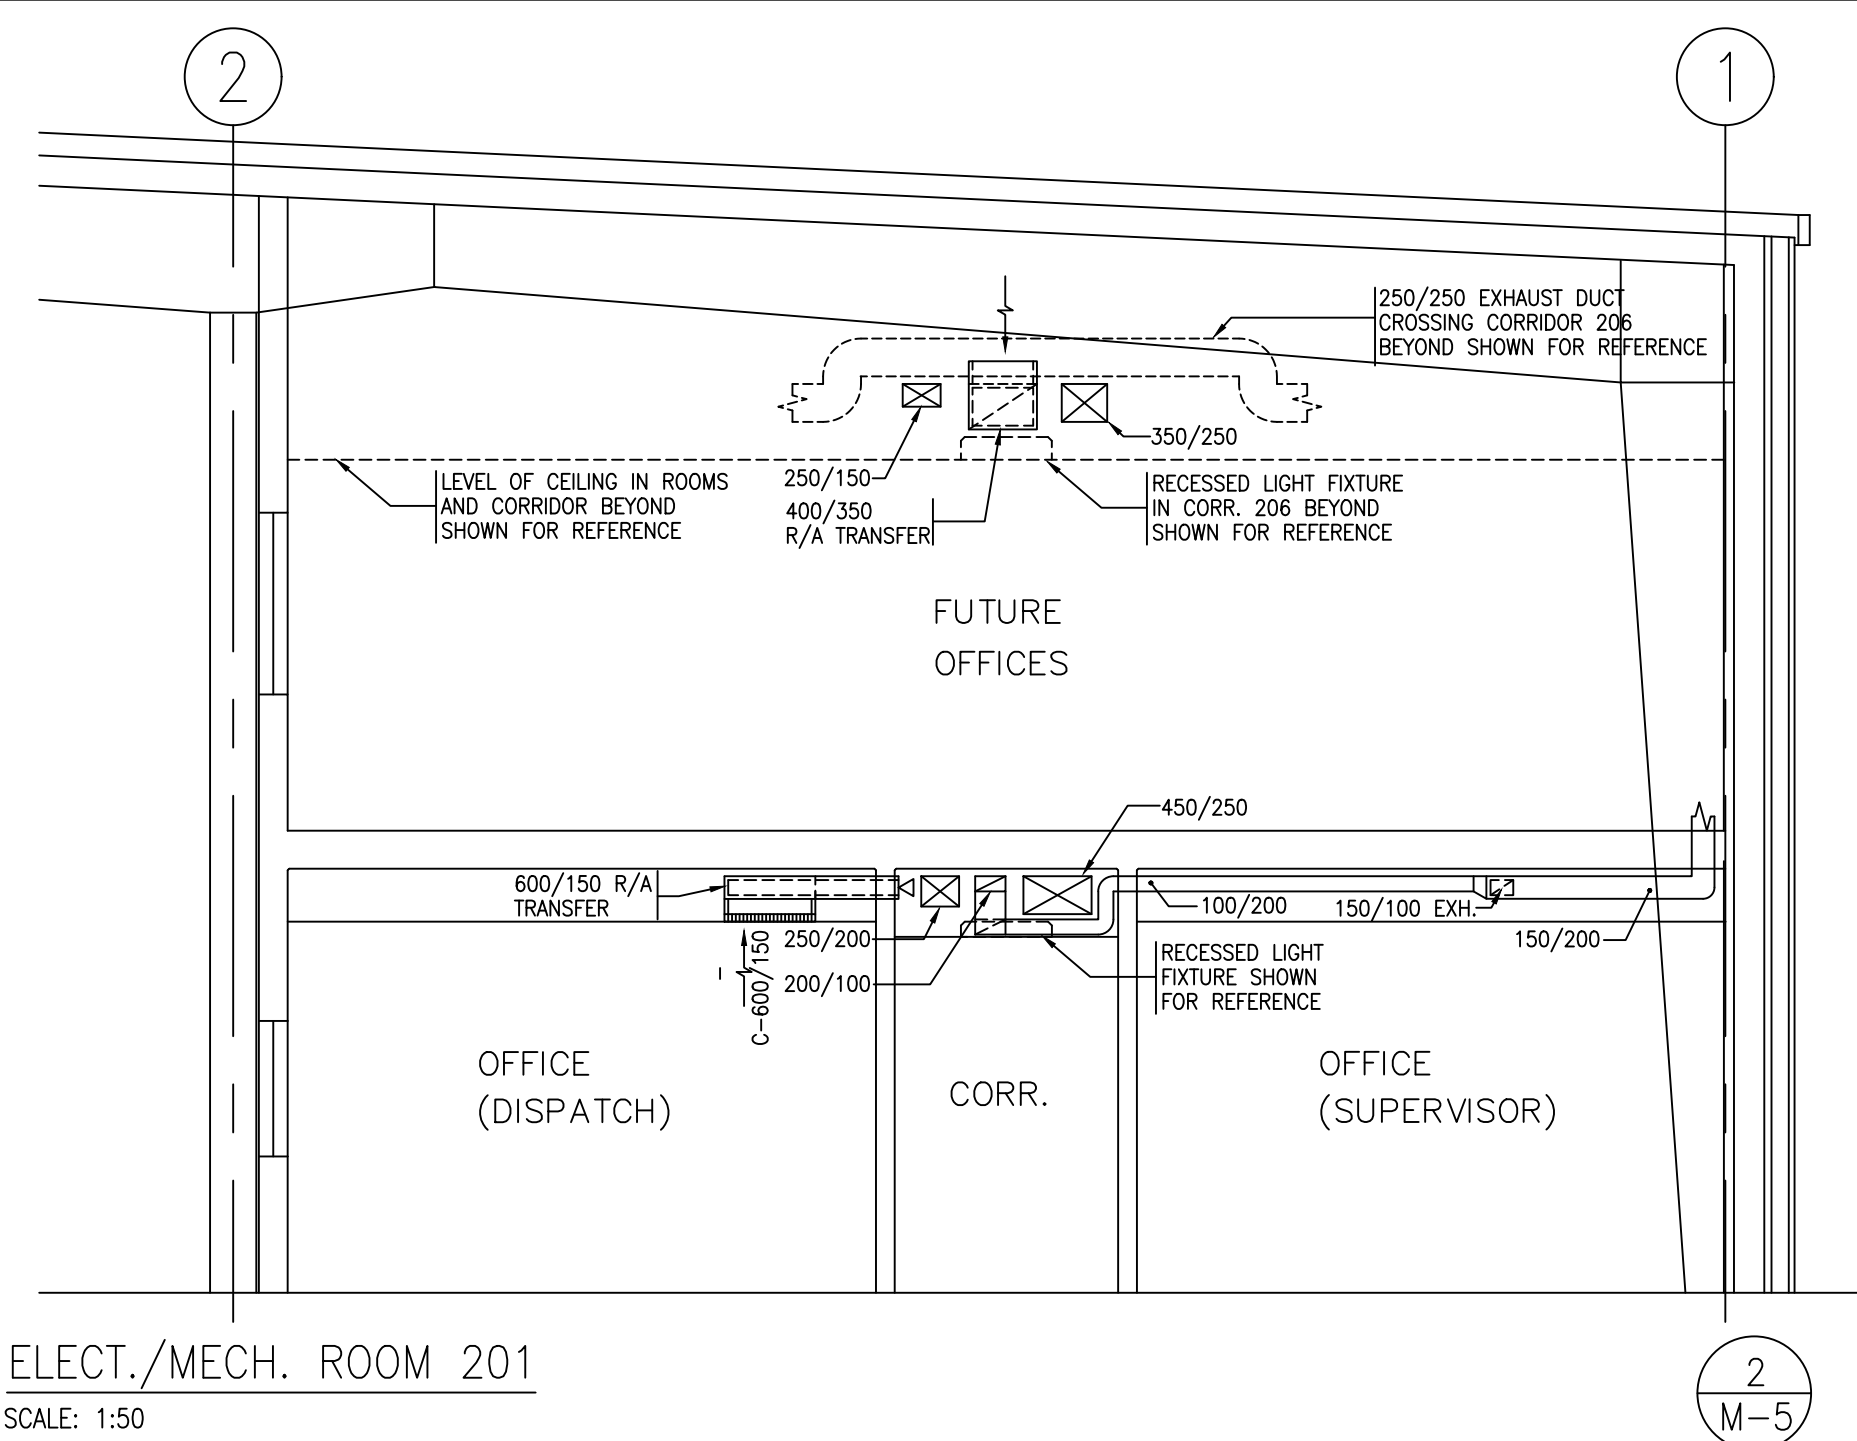 2
1
250/250 EXHAUST DUCT
CROSSING CORRIDOR 206
BEYOND SHOWN FOR REFERENCE
350/250
250/150
LEVEL OF CEILING IN ROOMS
AND CORRIDOR BEYOND
SHOWN FOR REFERENCE
400/350
R/A TRANSFER
RECESSED LIGHT FIXTURE
IN CORR. 206 BEYOND
SHOWN FOR REFERENCE
FUTURE
OFFICES
450/250
600/150 R/A
TRANSFER
100/200
150/100 EXH.
150/200
250/200
200/100
C-600/150
RECESSED LIGHT
FIXTURE SHOWN
FOR REFERENCE
OFFICE
(DISPATCH)
CORR.
OFFICE
(SUPERVISOR)
ELECT./MECH. ROOM 201
SCALE: 1:50
2
M-5